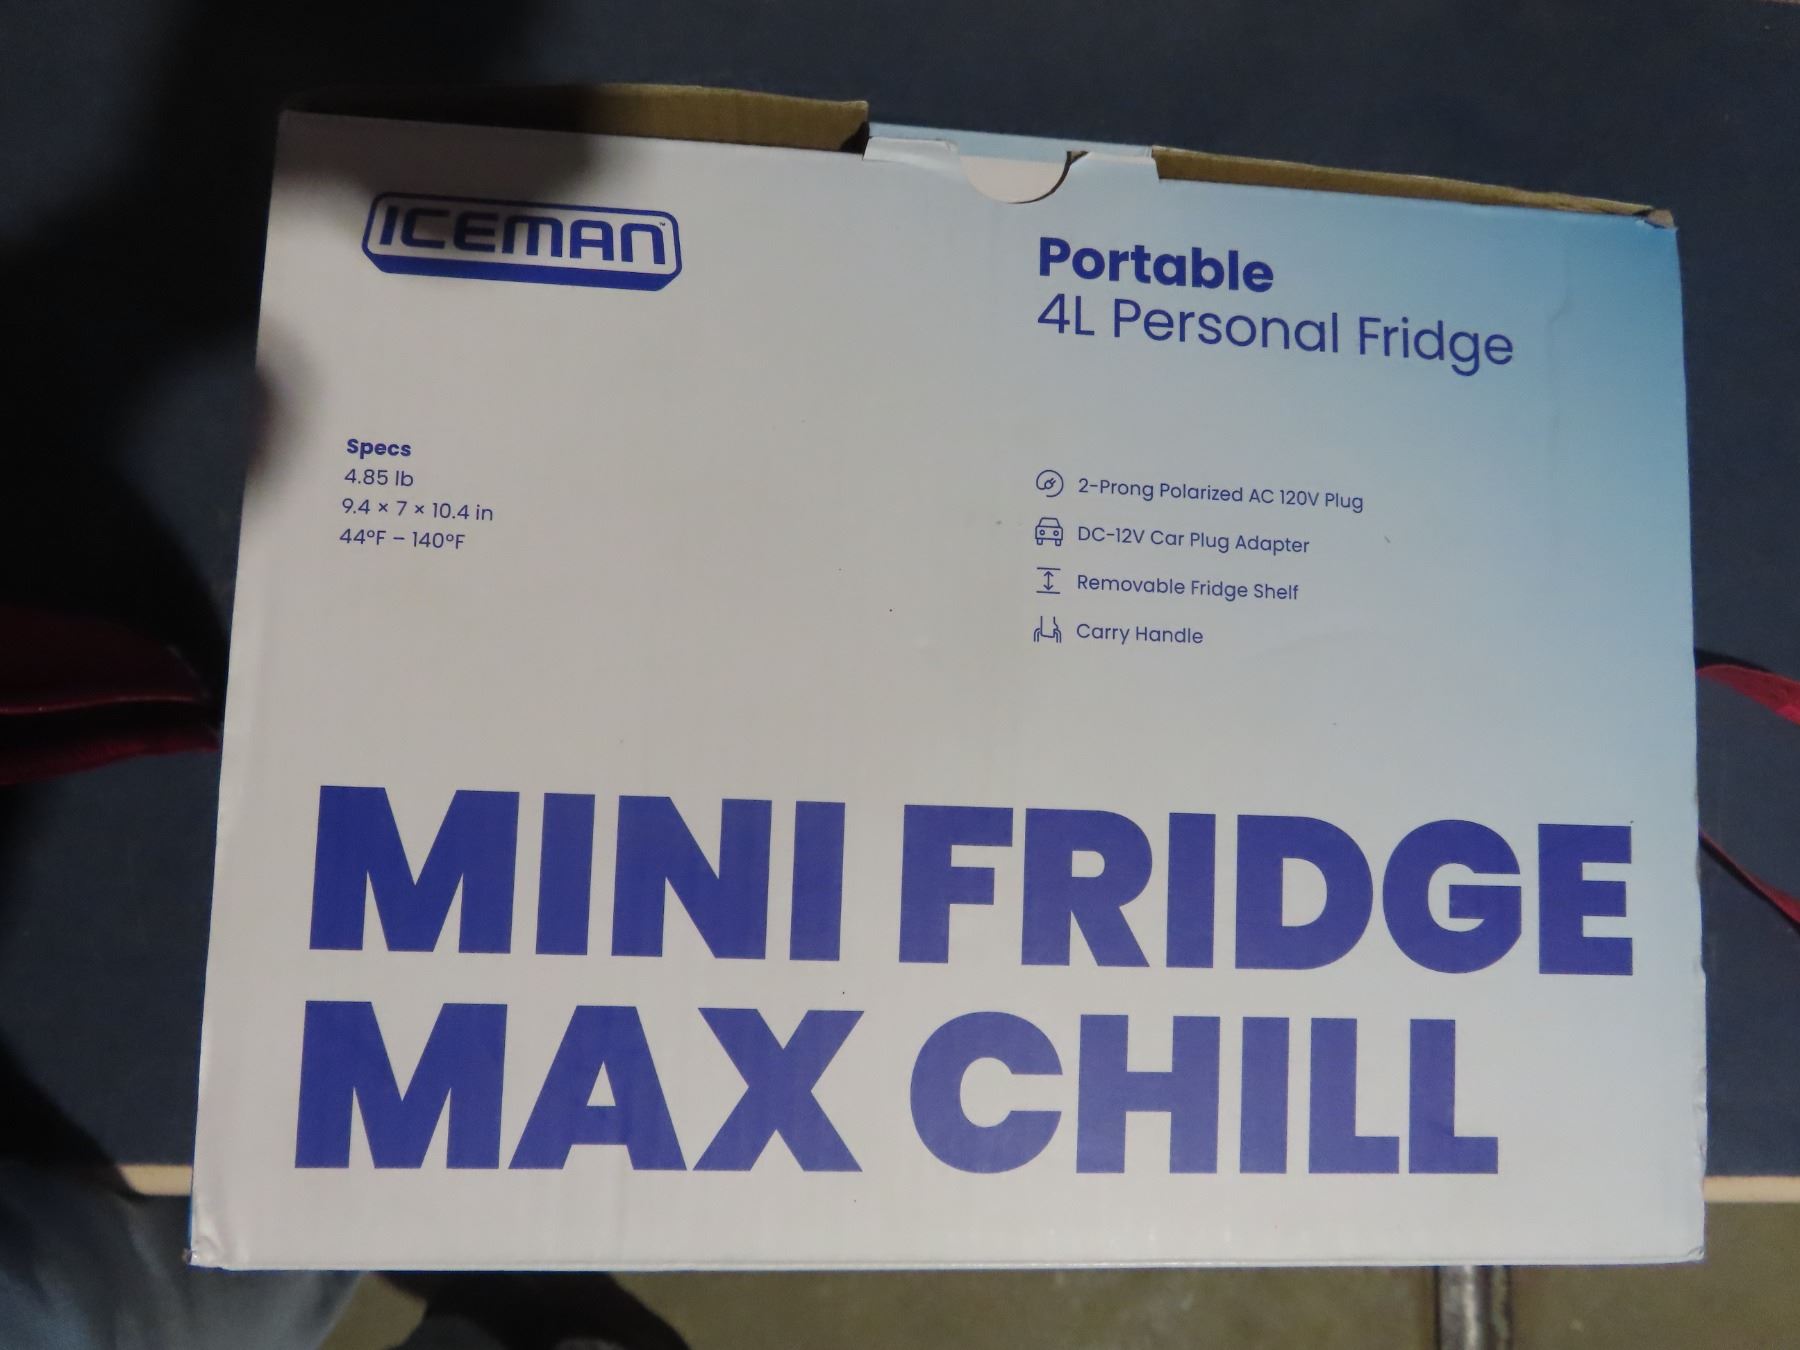 ICEMAN™
Portable
4L Personal Fridge
Specs
4.85 lb
9.4 × 7 × 10.4 in
44°F – 140°F
2-Prong Polarized AC 120V Plug
DC-12V Car Plug Adapter
Removable Fridge Shelf
Carry Handle
MINI FRIDGE
MAX CHILL